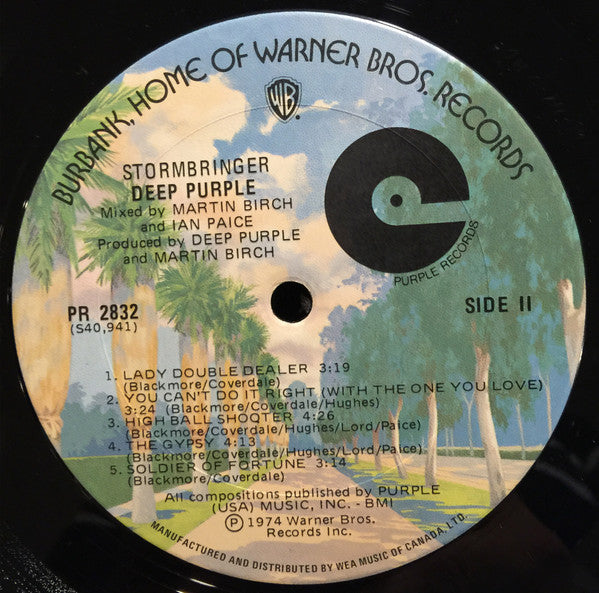 BURBANK, HOME OF WARNER BROS. RECORDS
WB
STORMBRINGER
DEEP PURPLE
Mixed by MARTIN BIRCH
and IAN PAICE
Produced by DEEP PURPLE
and MARTIN BIRCH
PURPLE RECORDS
PR 2832
(S40,941)
SIDE II
1. LADY DOUBLE DEALER 3:19
(Blackmore/Coverdale)
2. YOU CAN'T DO IT RIGHT (WITH THE ONE YOU LOVE)
3:24 (Blackmore/Coverdale/Hughes)
3. HIGH BALL SHOOTER 4:26
(Blackmore/Coverdale/Hughes/Lord/Paice)
4. THE GYPSY 4:13
(Blackmore/Coverdale/Hughes/Lord/Paice)
5. SOLDIER OF FORTUNE 3:14
(Blackmore/Coverdale)
All compositions published by PURPLE
(USA) MUSIC, INC. - BMI
Ⓟ 1974 Warner Bros.
Records Inc.
MANUFACTURED AND DISTRIBUTED BY WEA MUSIC OF CANADA, LTD.